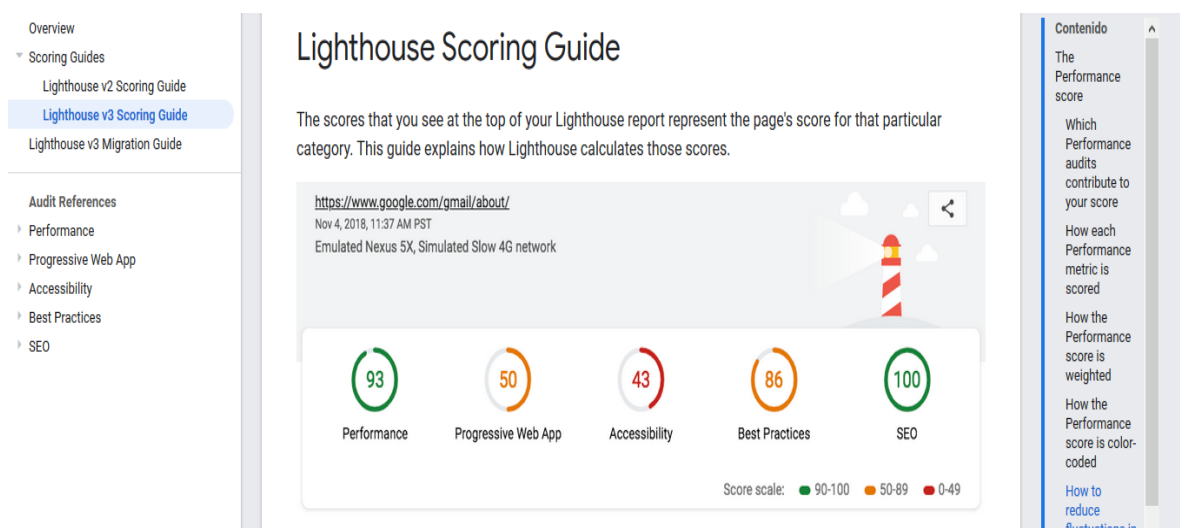 Overview
Scoring Guides
Lighthouse v2 Scoring Guide
Lighthouse v3 Scoring Guide
Lighthouse v3 Migration Guide
Audit References
Performance
Progressive Web App
Accessibility
Best Practices
SEO
Lighthouse Scoring Guide
The scores that you see at the top of your Lighthouse report represent the page's score for that particular
category. This guide explains how Lighthouse calculates those scores.
https://www.google.com/gmail/about/
Nov 4, 2018, 11:37 AM PST
Emulated Nexus 5X, Simulated Slow 4G network
93 50 43 86 100
Performance Progressive Web App Accessibility Best Practices SEO
Score scale: 90-100 50-89 0-49
Contenido
The
Performance
score
Which
Performance
audits
contribute to
your score
How each
Performance
metric is
scored
How the
Performance
score is
weighted
How the
Performance
score is color-
coded
How to
reduce
fluctuations in